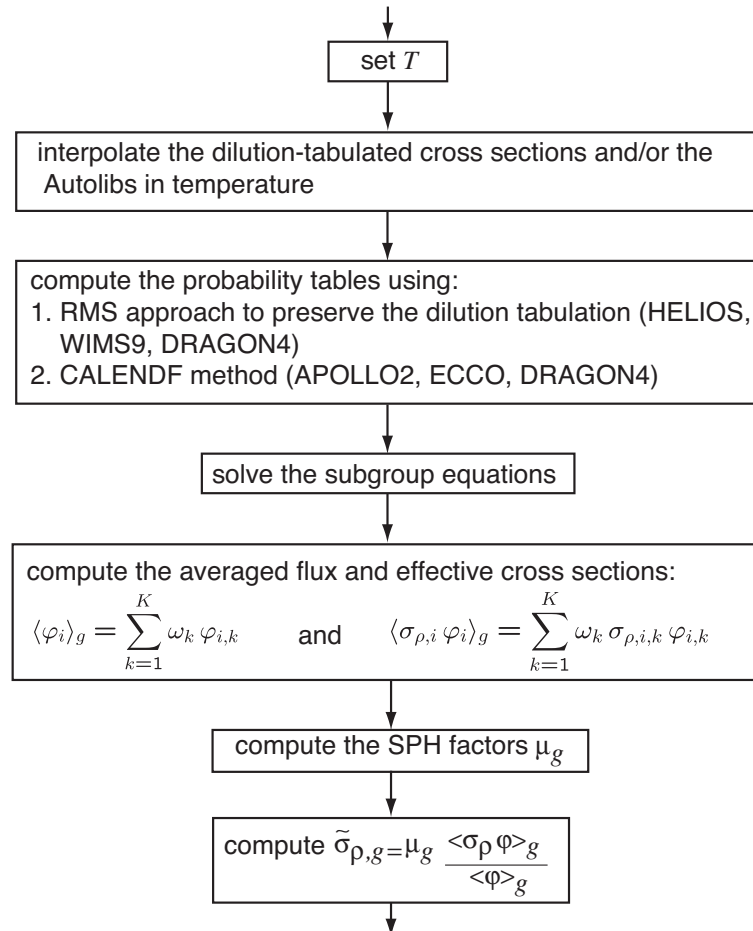 set T
interpolate the dilution-tabulated cross sections and/or the
Autolibs in temperature
compute the probability tables using:
1. RMS approach to preserve the dilution tabulation (HELIOS,
WIMS9, DRAGON4)
2. CALENDF method (APOLLO2, ECCO, DRAGON4)
solve the subgroup equations
compute the averaged flux and effective cross sections:
⟨φ_i⟩_g = ∑_{k=1}^{K} ω_k φ_{i,k} and ⟨σ_{ρ,i} φ_i⟩_g = ∑_{k=1}^{K} ω_k σ_{ρ,i,k} φ_{i,k}
compute the SPH factors μ_g
compute σ̃_{ρ,g} = μ_g <σ_ρ φ>_g / <φ>_g